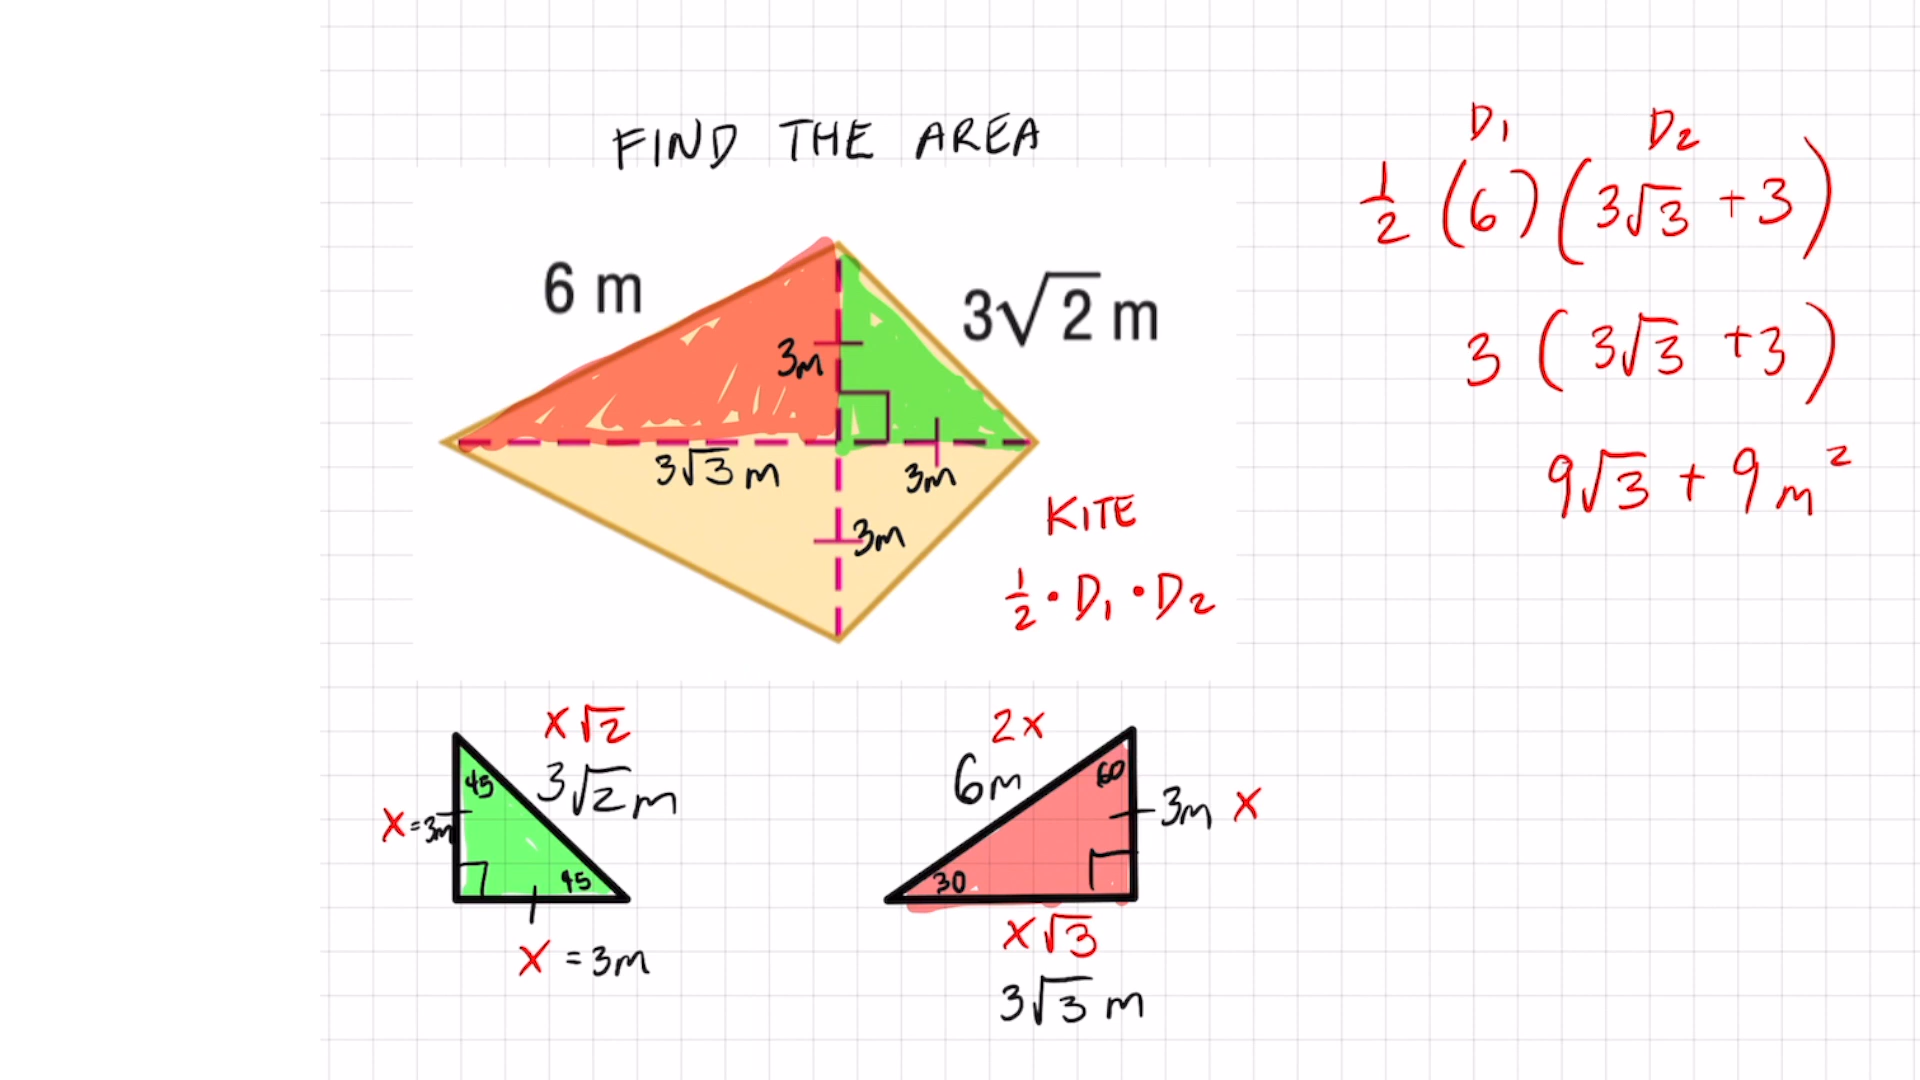 FIND THE AREA
6 m
3√2 m
3m
3√3 m
3m
3m
KITE
1/2 · D₁ · D₂
D₁ D₂
1/2 (6) (3√3 + 3)
3 (3√3 + 3)
9√3 + 9 m²
x√2
3√2 m
45
x = 3m
45
x = 3m
2x
6m
60
3m x
30
x√3
3√3 m